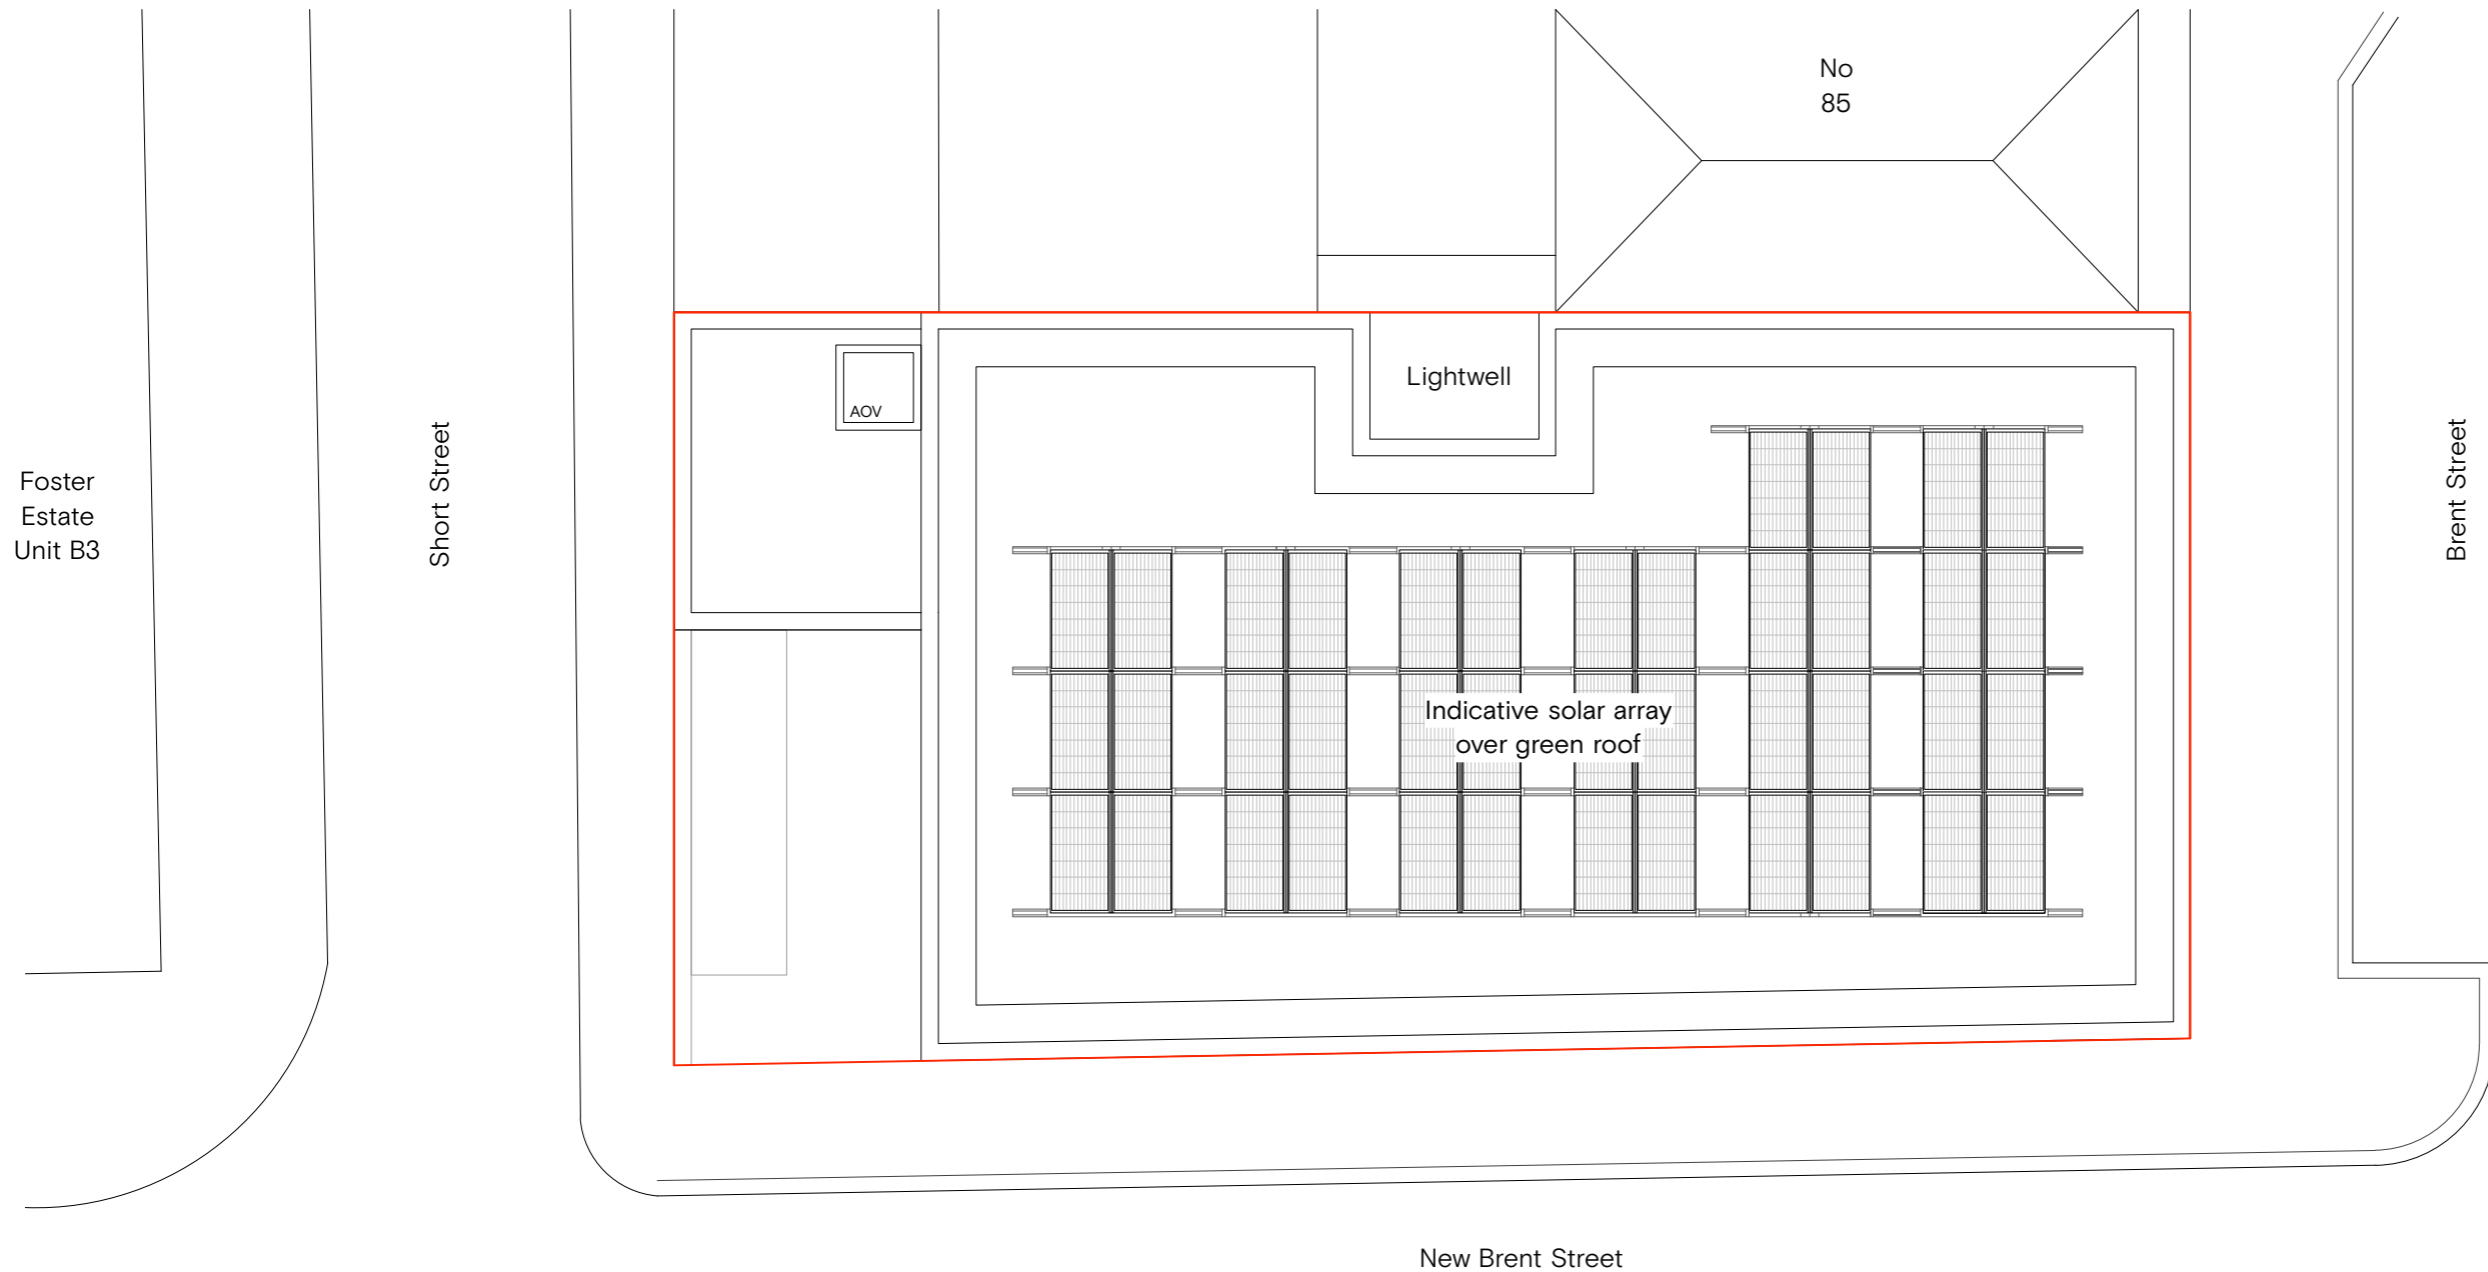 No
85
Lightwell
AOV
Foster
Estate
Unit B3
Short Street
Brent Street
Indicative solar array
over green roof
New Brent Street